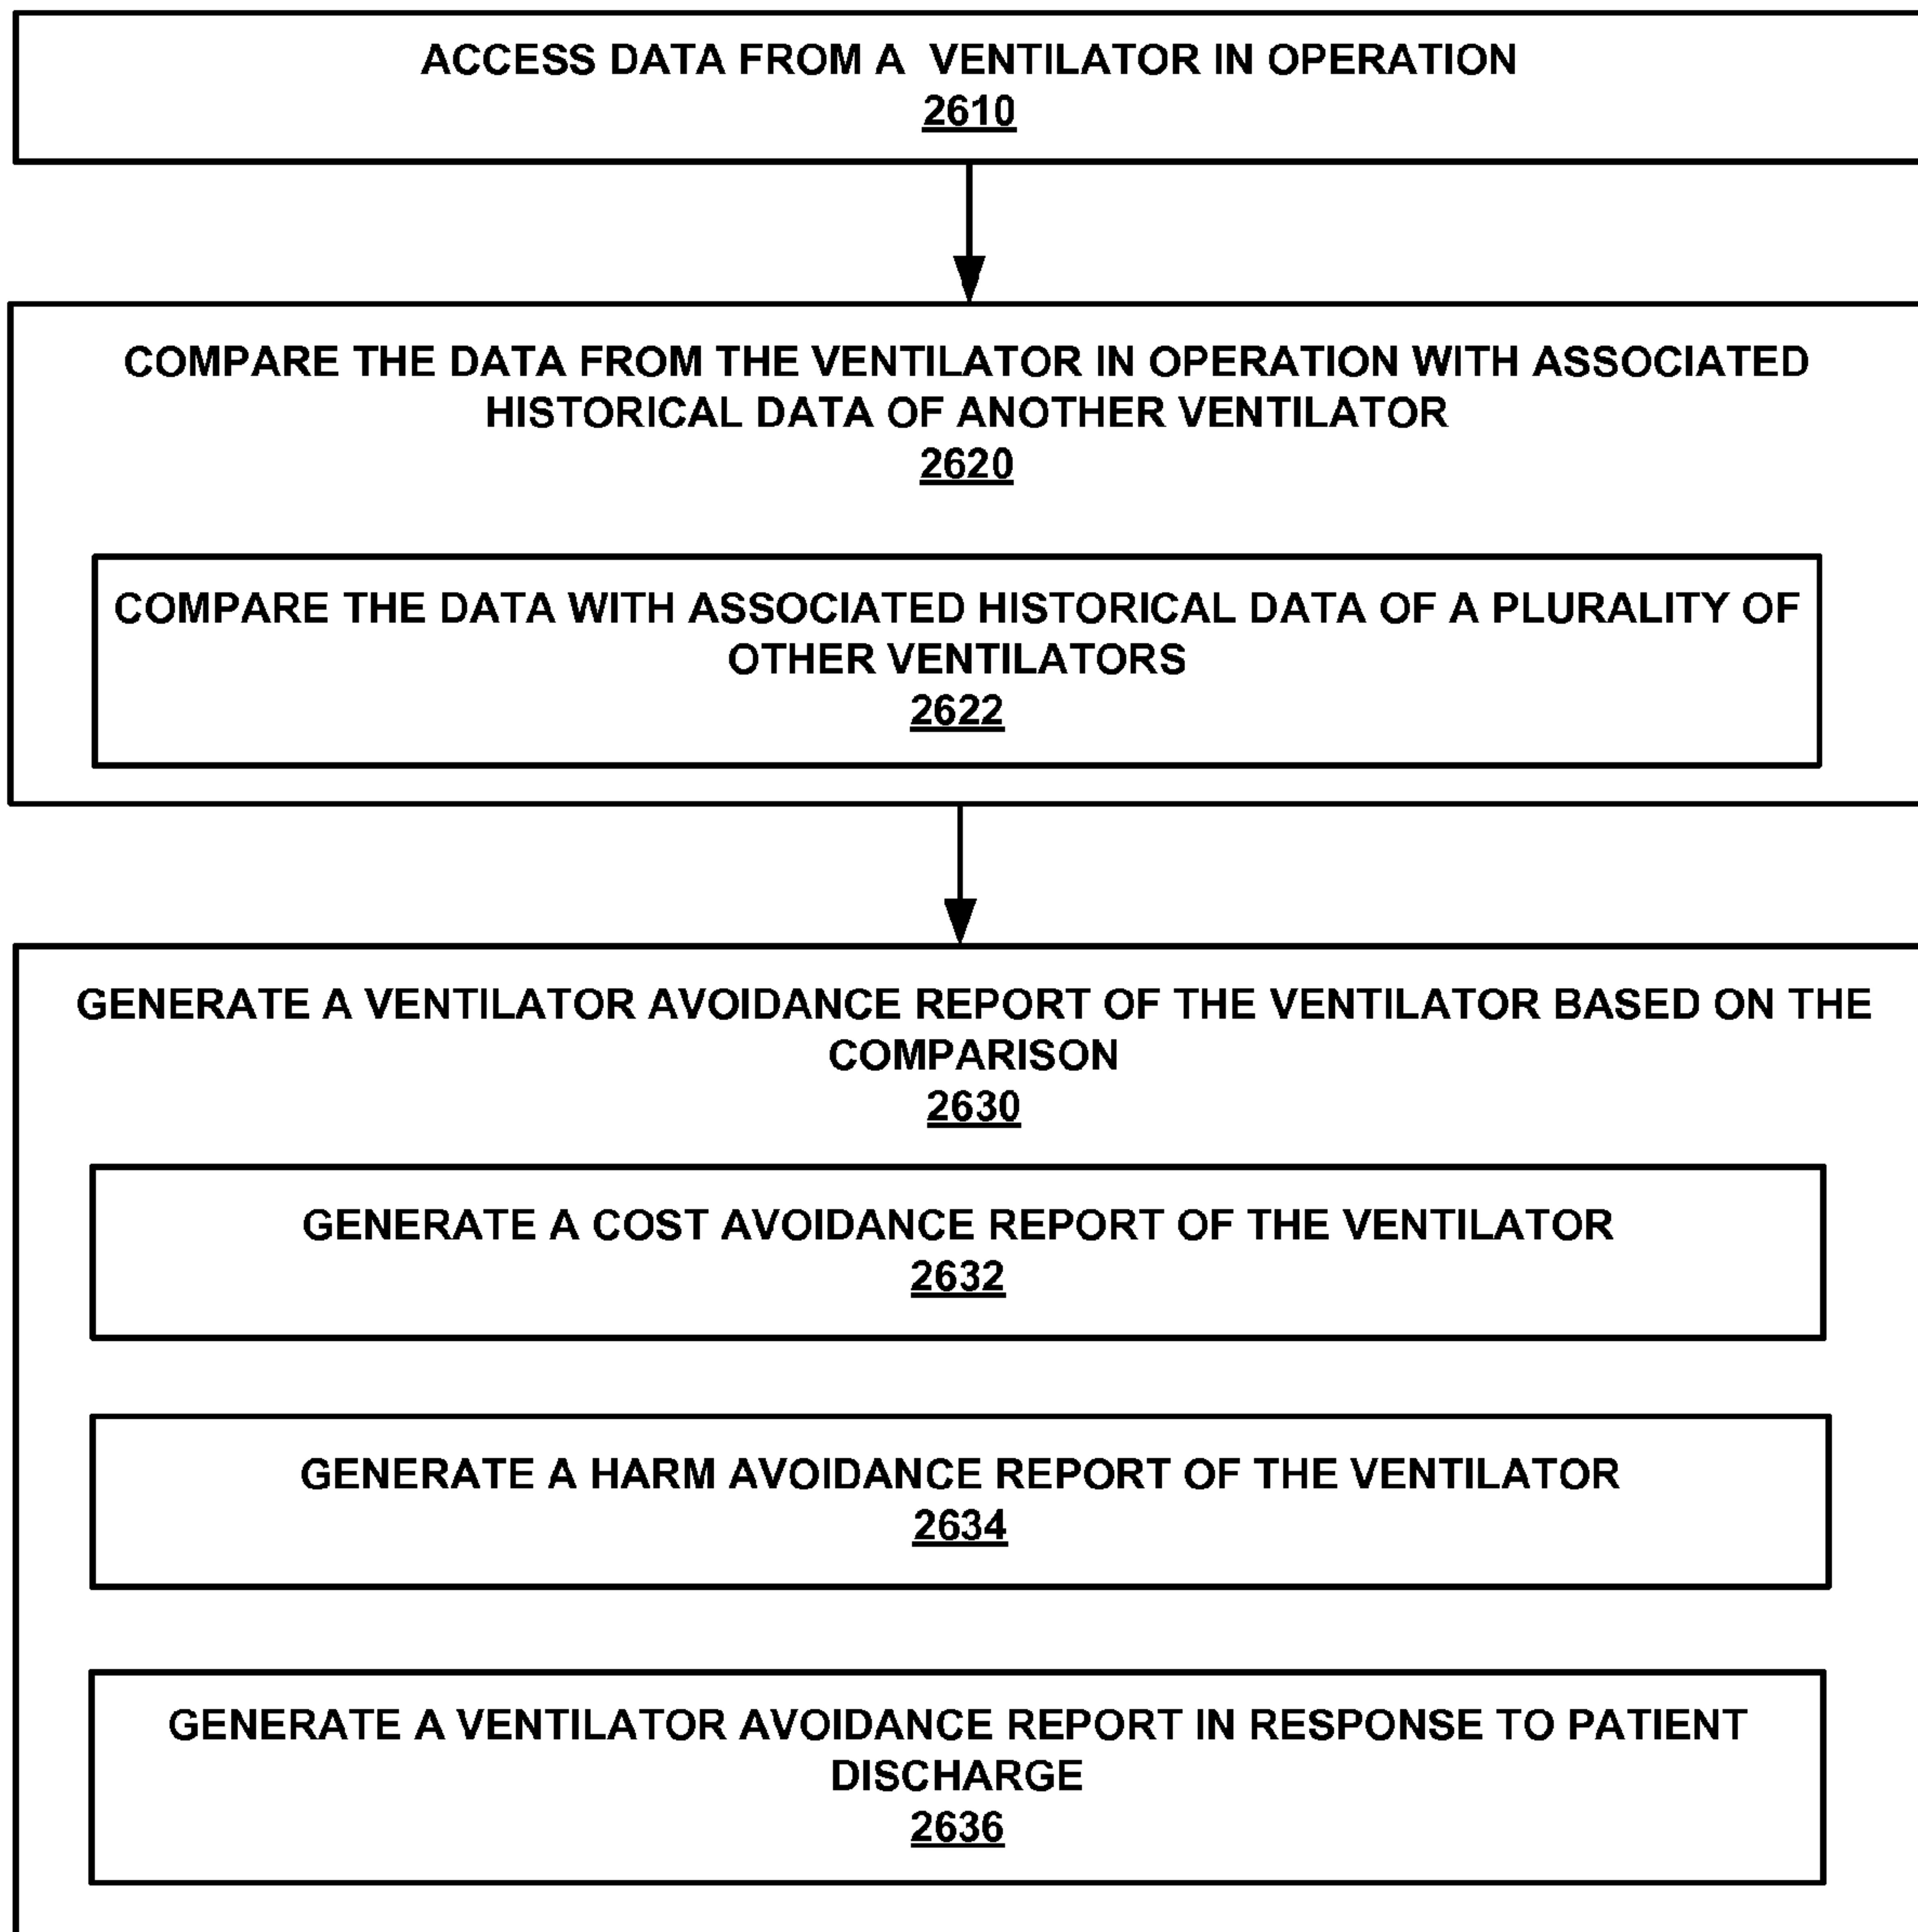 ACCESS DATA FROM A VENTILATOR IN OPERATION
2610
COMPARE THE DATA FROM THE VENTILATOR IN OPERATION WITH ASSOCIATED
HISTORICAL DATA OF ANOTHER VENTILATOR
2620
COMPARE THE DATA WITH ASSOCIATED HISTORICAL DATA OF A PLURALITY OF
OTHER VENTILATORS
2622
GENERATE A VENTILATOR AVOIDANCE REPORT OF THE VENTILATOR BASED ON THE
COMPARISON
2630
GENERATE A COST AVOIDANCE REPORT OF THE VENTILATOR
2632
GENERATE A HARM AVOIDANCE REPORT OF THE VENTILATOR
2634
GENERATE A VENTILATOR AVOIDANCE REPORT IN RESPONSE TO PATIENT
DISCHARGE
2636